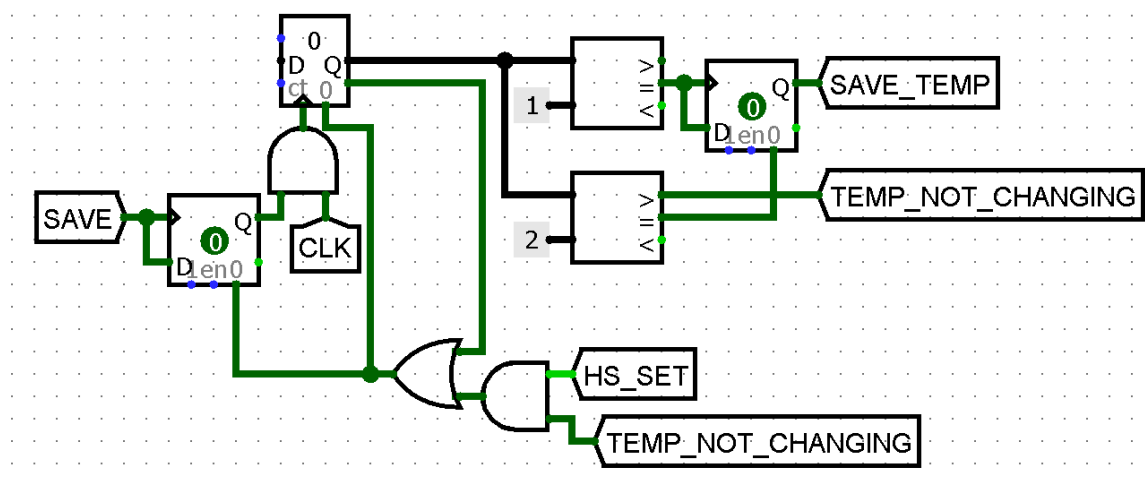 0
D Q
ct 0
>
=
<
1
Q
0
D
1en0
SAVE_TEMP
>
=
<
2
TEMP_NOT_CHANGING
SAVE
Q
0
D
1en0
CLK
HS_SET
TEMP_NOT_CHANGING